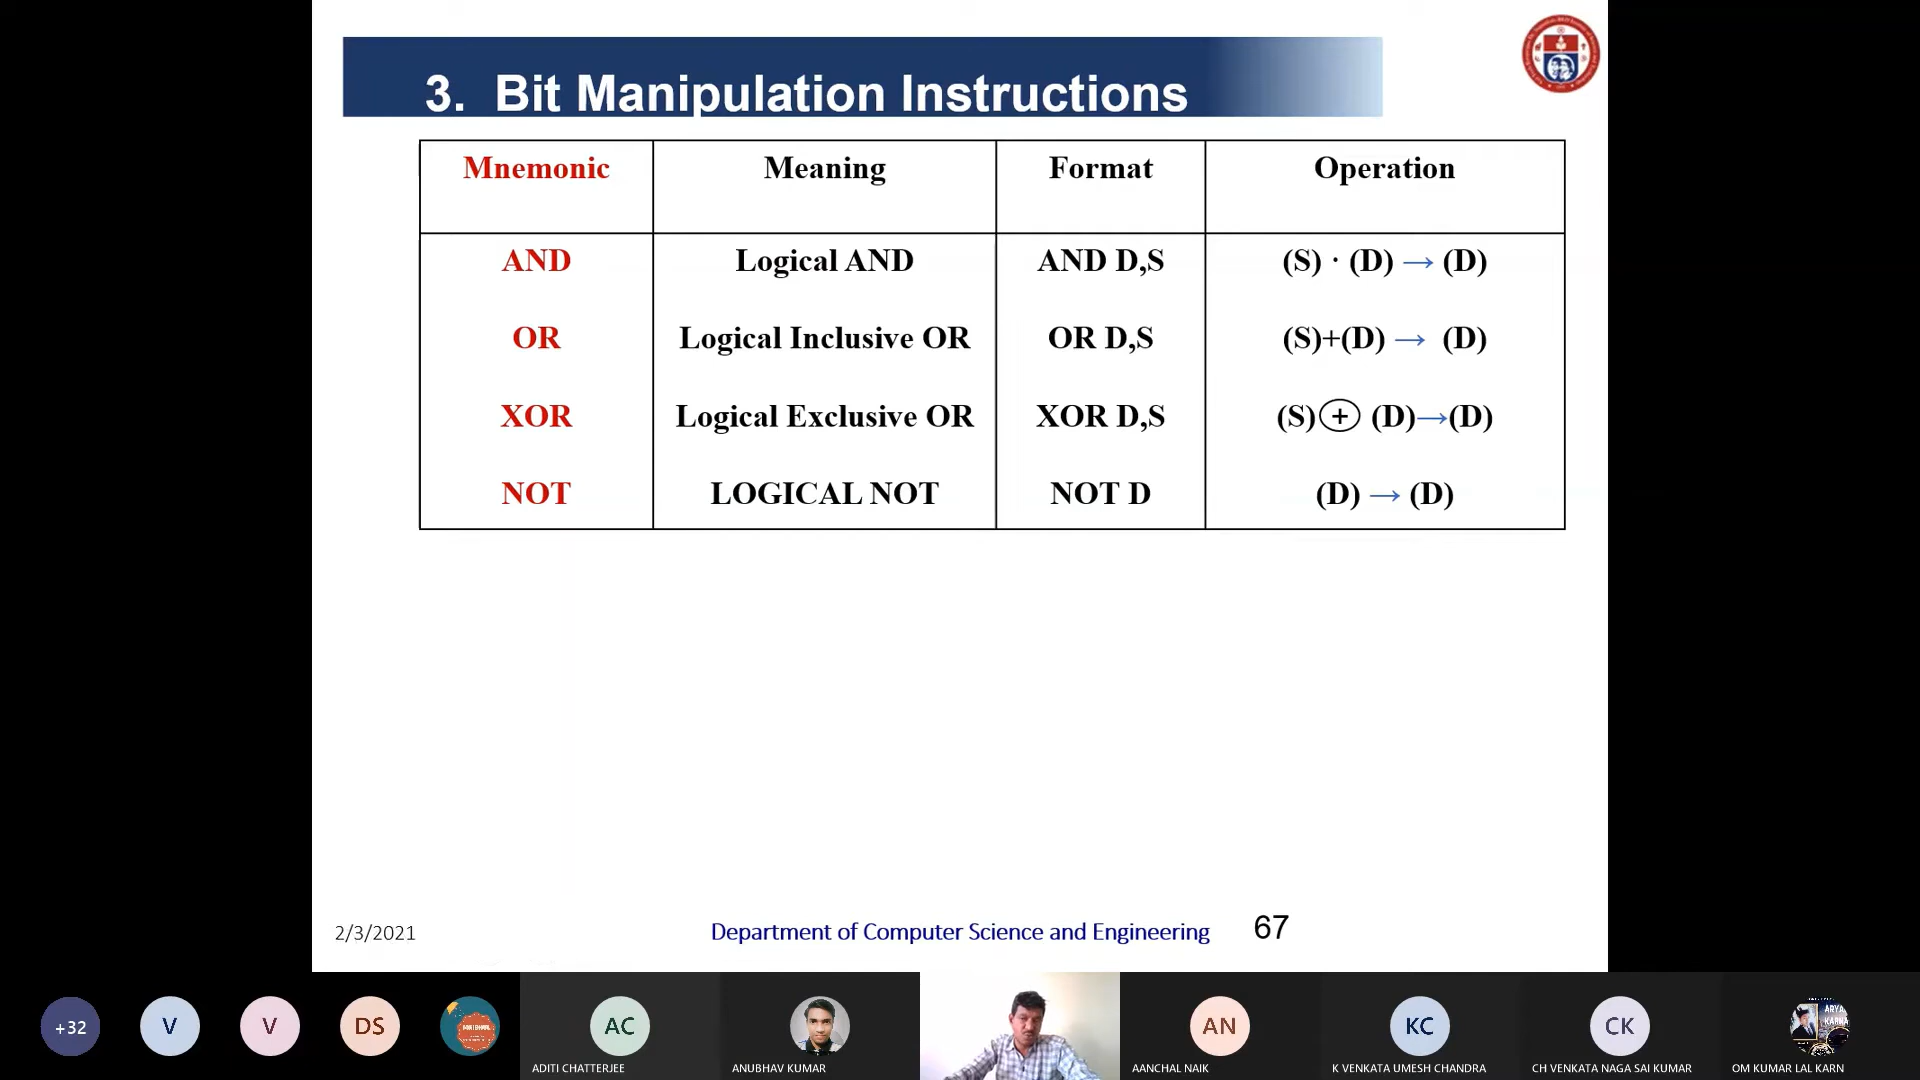 3. Bit Manipulation Instructions
Mnemonic Meaning Format Operation
AND Logical AND AND D,S (S) · (D) → (D)
OR Logical Inclusive OR OR D,S (S)+(D) → (D)
XOR Logical Exclusive OR XOR D,S (S)⊕ (D)→(D)
NOT LOGICAL NOT NOT D (D) → (D)
2/3/2021 Department of Computer Science and Engineering 67
+32 V V DS AC AN KC CK
ARYA
KARNA
ADITI CHATTERJEE ANUBHAV KUMAR AANCHAL NAIK K VENKATA UMESH CHANDRA CH VENKATA NAGA SAI KUMAR OM KUMAR LAL KARN